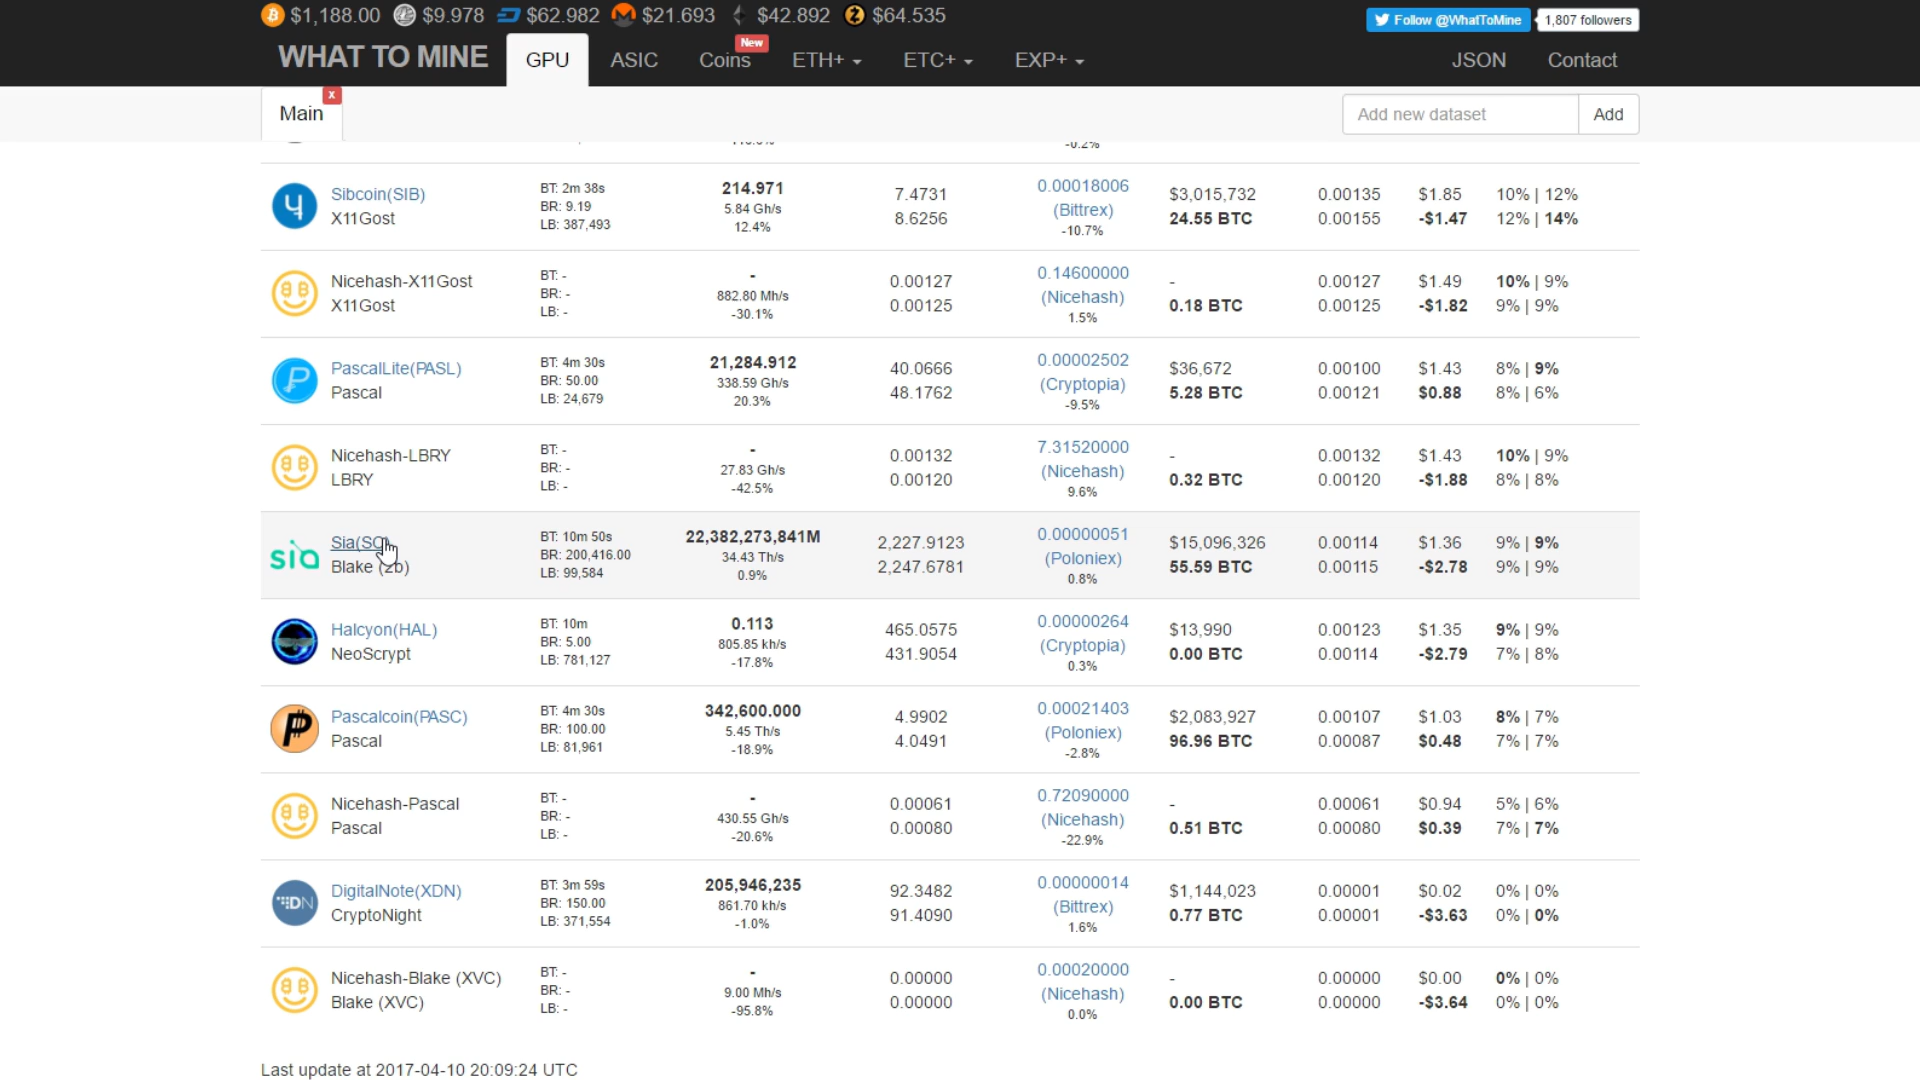 $1,188.00 $9.978 $62.982 $21.693 $42.892 $64.535
Follow @WhatToMine 1,807 followers
WHAT TO MINE GPU ASIC Coins New ETH+ ETC+ EXP+ JSON Contact
Main x Add new dataset Add
-0.2%
Sibcoin(SIB) X11Gost BT: 2m 38s BR: 9.19 LB: 387,493 214.971 5.84 Gh/s 12.4% 7.4731 8.6256 0.00018006 (Bittrex) -10.7% $3,015,732 24.55 BTC 0.00135 0.00155 $1.85 -$1.47 10% | 12% 12% | 14%
Nicehash-X11Gost X11Gost BT: - BR: - LB: - - 882.80 Mh/s -30.1% 0.00127 0.00125 0.14600000 (Nicehash) 1.5% - 0.18 BTC 0.00127 0.00125 $1.49 -$1.82 10% | 9% 9% | 9%
PascalLite(PASL) Pascal BT: 4m 30s BR: 50.00 LB: 24,679 21,284.912 338.59 Gh/s 20.3% 40.0666 48.1762 0.00002502 (Cryptopia) -9.5% $36,672 5.28 BTC 0.00100 0.00121 $1.43 $0.88 8% | 9% 8% | 6%
Nicehash-LBRY LBRY BT: - BR: - LB: - - 27.83 Gh/s -42.5% 0.00132 0.00120 7.31520000 (Nicehash) 9.6% - 0.32 BTC 0.00132 0.00120 $1.43 -$1.88 10% | 9% 8% | 8%
sia Sia(SC) Blake (2b) BT: 10m 50s BR: 200,416.00 LB: 99,584 22,382,273,841M 34.43 Th/s 0.9% 2,227.9123 2,247.6781 0.00000051 (Poloniex) 0.8% $15,096,326 55.59 BTC 0.00114 0.00115 $1.36 -$2.78 9% | 9% 9% | 9%
Halcyon(HAL) NeoScrypt BT: 10m BR: 5.00 LB: 781,127 0.113 805.85 kh/s -17.8% 465.0575 431.9054 0.00000264 (Cryptopia) 0.3% $13,990 0.00 BTC 0.00123 0.00114 $1.35 -$2.79 9% | 9% 7% | 8%
Pascalcoin(PASC) Pascal BT: 4m 30s BR: 100.00 LB: 81,961 342,600.000 5.45 Th/s -18.9% 4.9902 4.0491 0.00021403 (Poloniex) -2.8% $2,083,927 96.96 BTC 0.00107 0.00087 $1.03 $0.48 8% | 7% 7% | 7%
Nicehash-Pascal Pascal BT: - BR: - LB: - - 430.55 Gh/s -20.6% 0.00061 0.00080 0.72090000 (Nicehash) -22.9% - 0.51 BTC 0.00061 0.00080 $0.94 $0.39 5% | 6% 7% | 7%
DN DigitalNote(XDN) CryptoNight BT: 3m 59s BR: 150.00 LB: 371,554 205,946,235 861.70 kh/s -1.0% 92.3482 91.4090 0.00000014 (Bittrex) 1.6% $1,144,023 0.77 BTC 0.00001 0.00001 $0.02 -$3.63 0% | 0% 0% | 0%
Nicehash-Blake (XVC) Blake (XVC) BT: - BR: - LB: - - 9.00 Mh/s -95.8% 0.00000 0.00000 0.00020000 (Nicehash) 0.0% - 0.00 BTC 0.00000 0.00000 $0.00 -$3.64 0% | 0% 0% | 0%
Last update at 2017-04-10 20:09:24 UTC